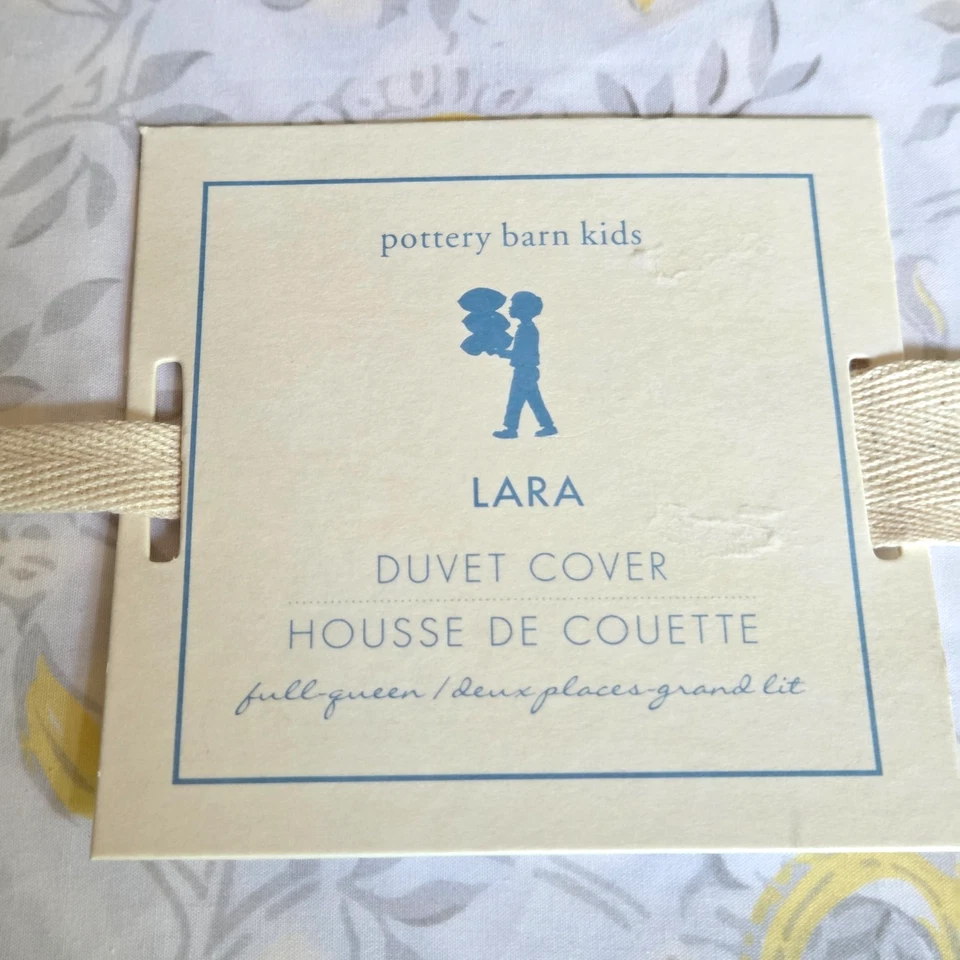 pottery barn kids
LARA
DUVET COVER
HOUSSE DE COUETTE
full-queen / deux places-grand lit